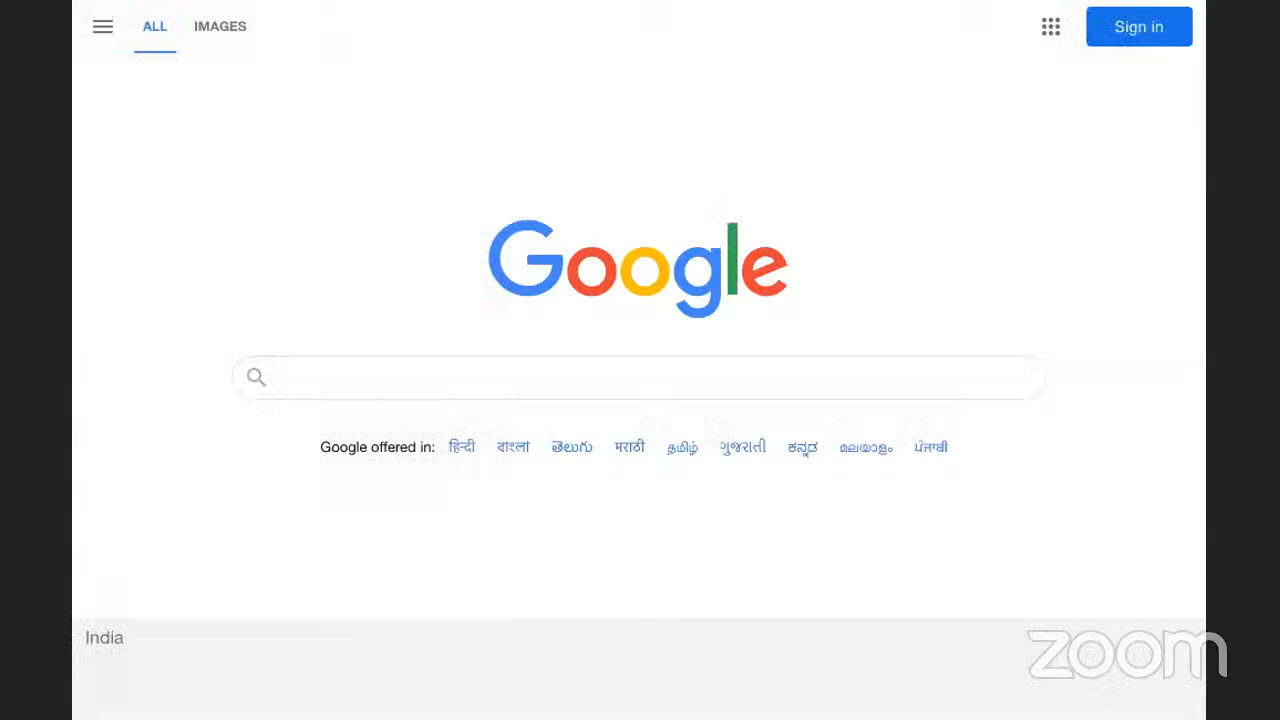 ALL IMAGES Sign in
Google
Google offered in: हिन्दी বাংলা తెలుగు मराठी தமிழ் ગુજરાતી ಕನ್ನಡ മലയാളം ਪੰਜਾਬੀ
India
zoom